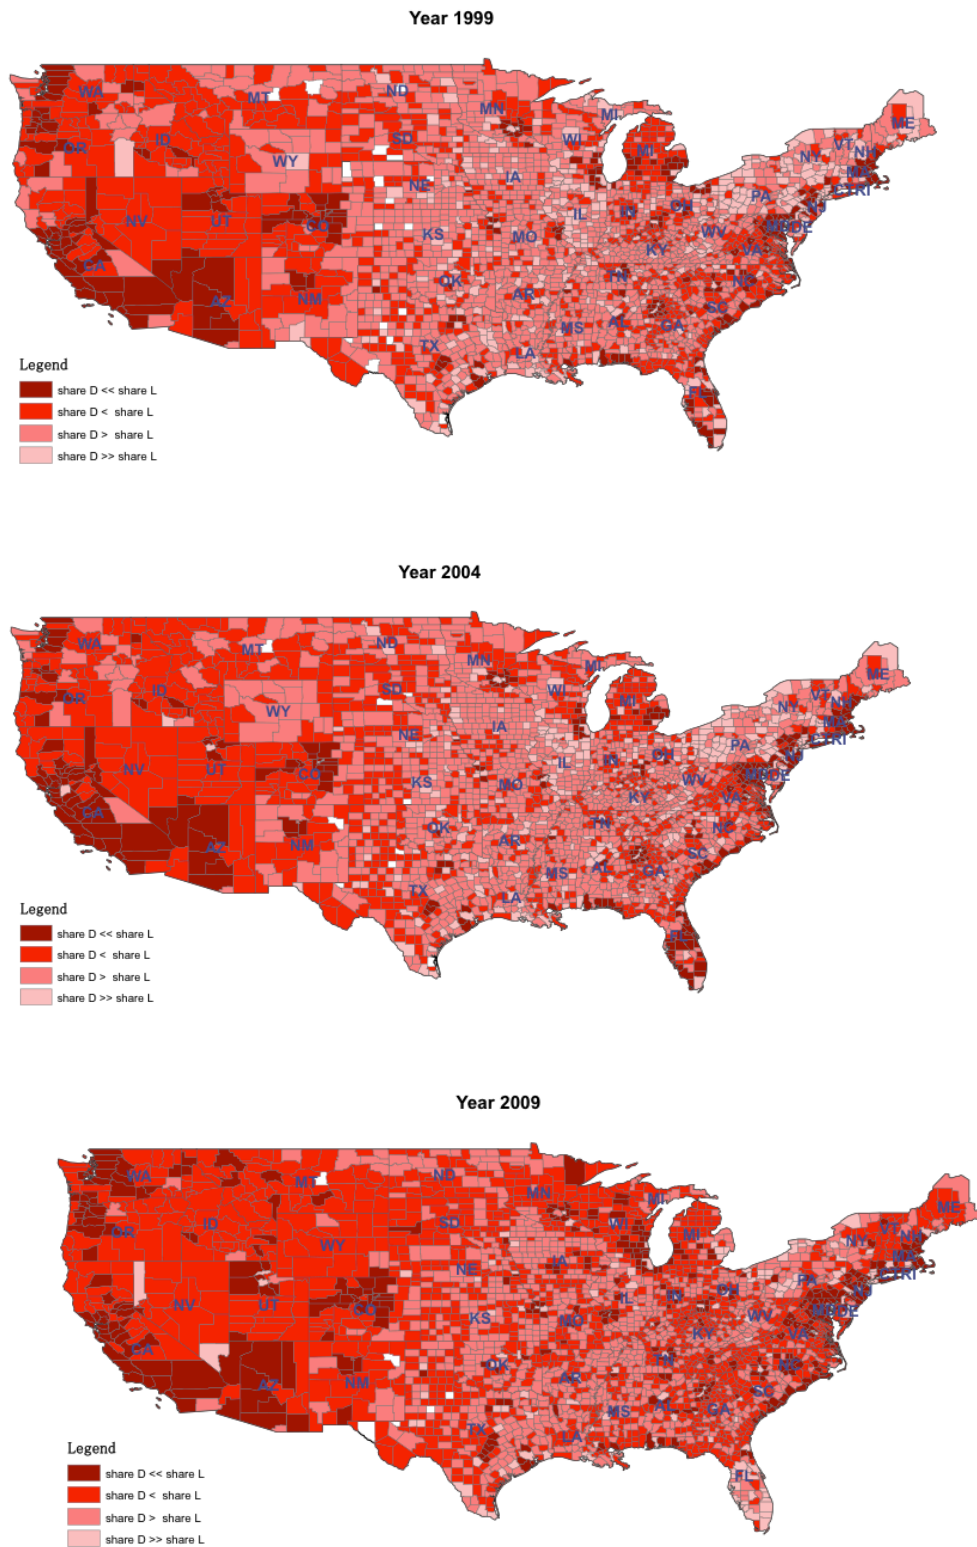 Year 1999
WA
MT
ND
MN
MI
ME
OR
ID
SD
WI
MI
NY
VT
NH
WY
IA
MA
NE
PA
CT RI
NV
UT
CO
KS
MO
IL
IN
OH
NJ
WV
MD DE
KY
VA
CA
AZ
NM
OK
AR
TN
NC
SC
TX
LA
MS
AL
GA
FL
Legend
share D << share L
share D < share L
share D > share L
share D >> share L
Year 2004
WA
MT
ND
MN
MI
ME
OR
ID
SD
WI
MI
NY
VT
NH
WY
IA
MA
NE
PA
CT RI
NV
UT
CO
KS
MO
IL
IN
OH
NJ
WV
MD DE
KY
VA
CA
AZ
NM
OK
AR
TN
NC
SC
TX
LA
MS
AL
GA
FL
Legend
share D << share L
share D < share L
share D > share L
share D >> share L
Year 2009
WA
MT
ND
MN
MI
ME
OR
ID
SD
WI
MI
NY
VT
NH
WY
IA
MA
NE
PA
CT RI
NV
UT
CO
KS
MO
IL
IN
OH
NJ
WV
MD DE
KY
VA
CA
AZ
NM
OK
AR
TN
NC
SC
TX
LA
MS
AL
GA
FL
Legend
share D << share L
share D < share L
share D > share L
share D >> share L